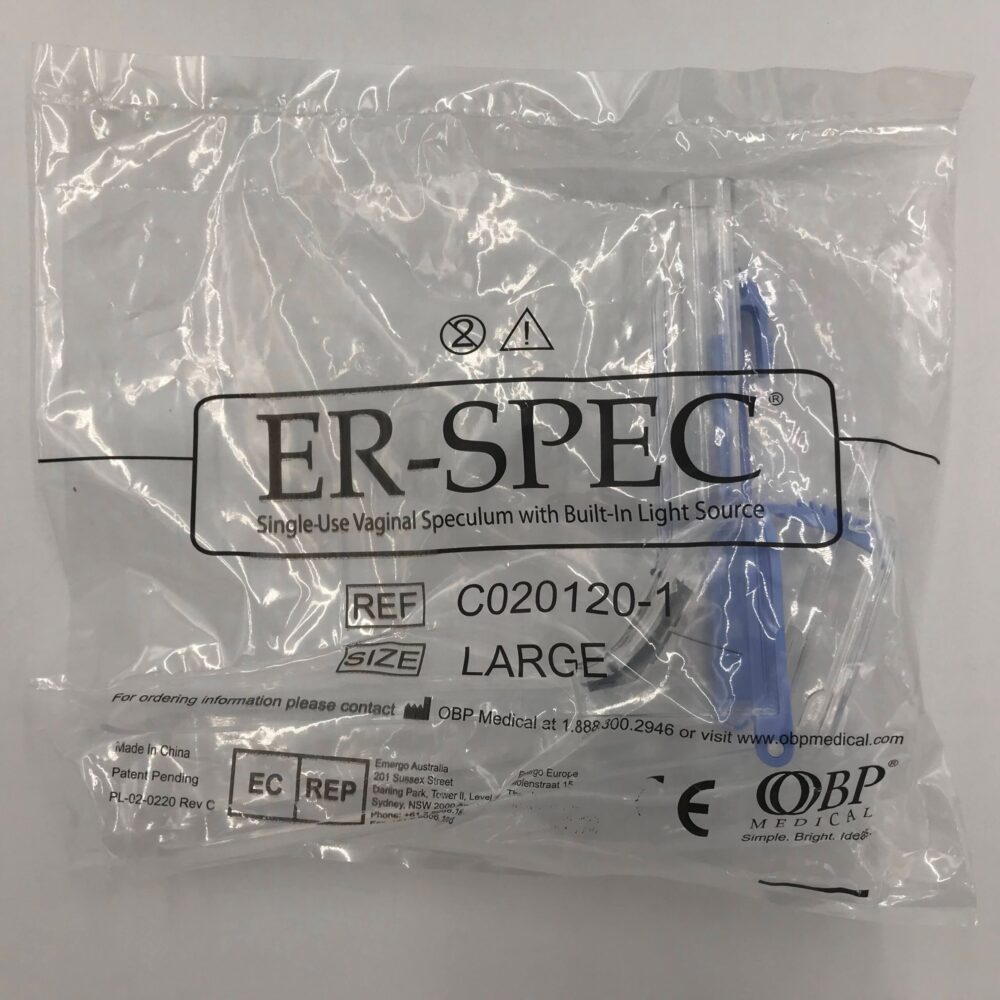 2
!
ER-SPEC®
Single-Use Vaginal Speculum with Built-In Light Source
REF C020120-1
SIZE LARGE
For ordering information please contact OBP Medical at 1.888.300.2946 or visit www.obpmedical.com
Made In China
Patent Pending
PL-02-0220 Rev C
EC REP
Emergo Australia
201 Sussex Street
Darling Park, Tower II, Level
Sydney, NSW
Phone:
Europe
CE
OBP®
MEDICAL
Simple. Bright.